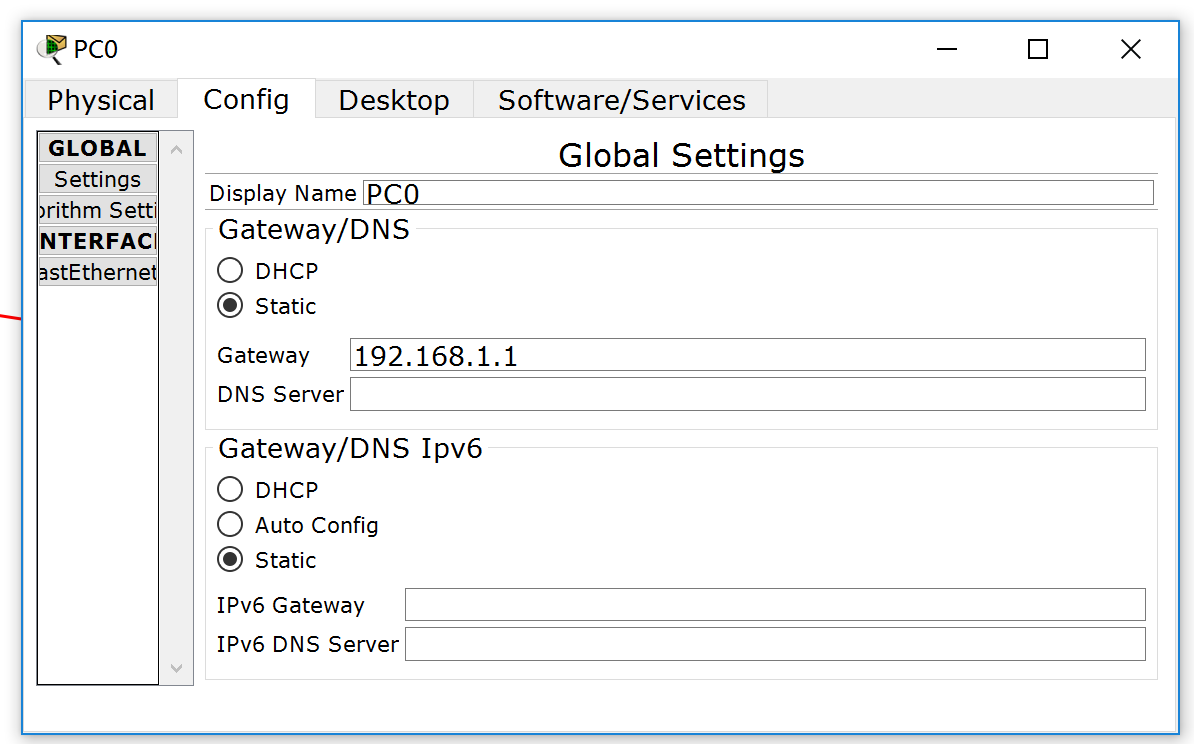 PC0
Physical Config Desktop Software/Services
GLOBAL
Settings
orithm Setti
NTERFAC
astEthernet
Global Settings
Display Name PC0
Gateway/DNS
DHCP
Static
Gateway 192.168.1.1
DNS Server
Gateway/DNS Ipv6
DHCP
Auto Config
Static
IPv6 Gateway
IPv6 DNS Server